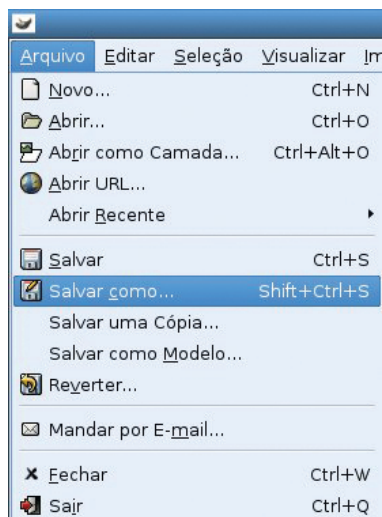 Arquivo Editar Seleção Visualizar Im
Novo... Ctrl+N
Abrir... Ctrl+O
Abrir como Camada... Ctrl+Alt+O
Abrir URL...
Abrir Recente
Salvar Ctrl+S
Salvar como... Shift+Ctrl+S
Salvar uma Cópia...
Salvar como Modelo...
Reverter...
Mandar por E-mail...
Fechar Ctrl+W
Sair Ctrl+Q